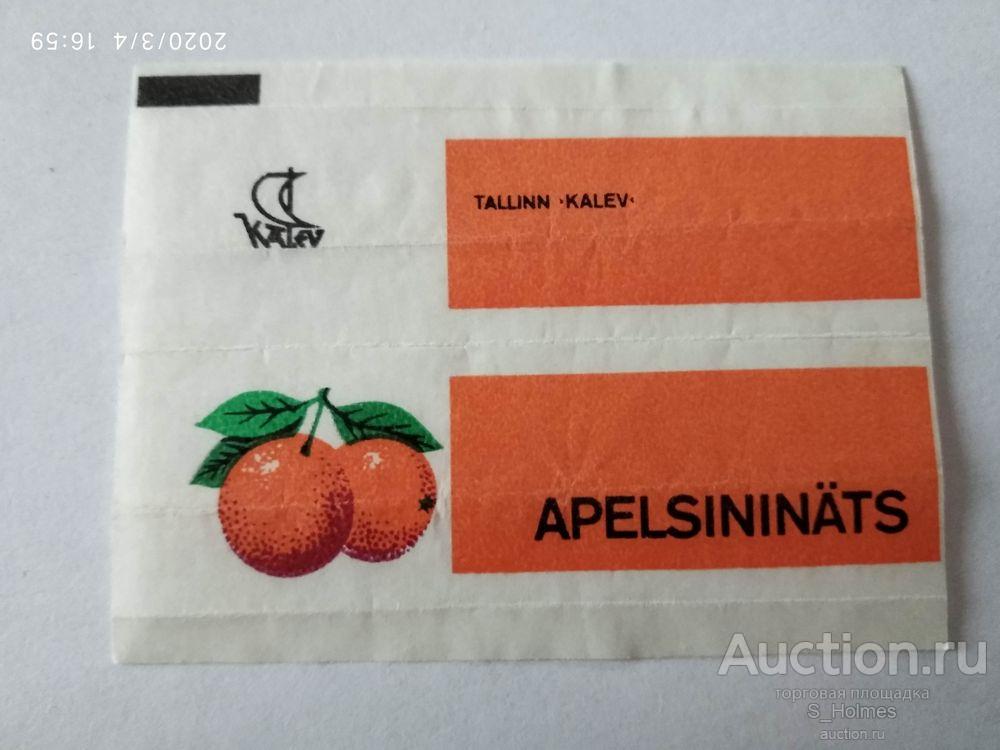 2020/3/4 16:59
KALEV
TALLINN ›KALEV‹
APELSININÄTS
Auction.ru
торговая площадка
S_Holmes
auction.ru